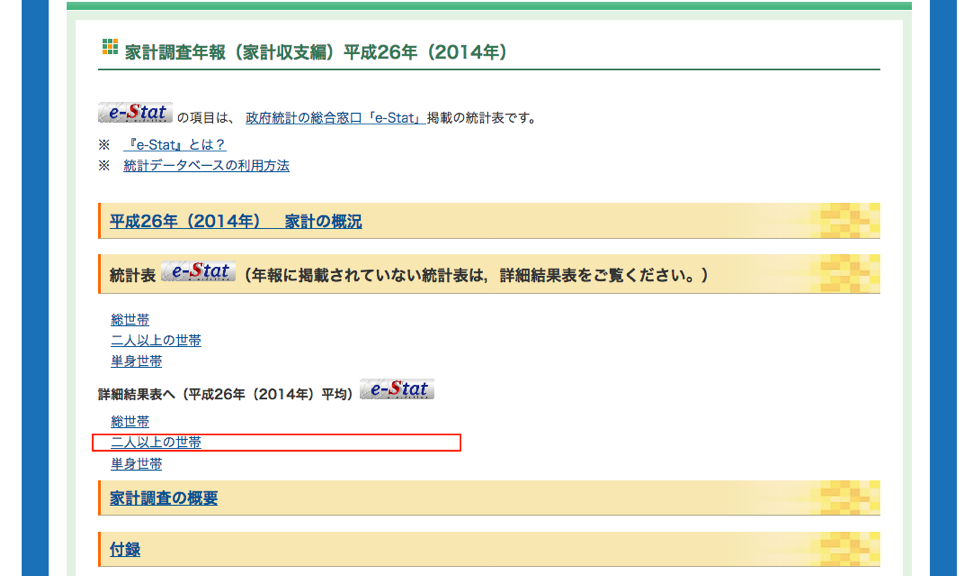 家計調査年報（家計収支編）平成26年（2014年）
e-Stat の項目は、 政府統計の総合窓口「e-Stat」掲載の統計表です。
※ 『e-Stat』とは？
※ 統計データベースの利用方法
平成26年（2014年） 家計の概況
統計表 e-Stat （年報に掲載されていない統計表は，詳細結果表をご覧ください。）
総世帯
二人以上の世帯
単身世帯
詳細結果表へ（平成26年（2014年）平均） e-Stat
総世帯
二人以上の世帯
単身世帯
家計調査の概要
付録